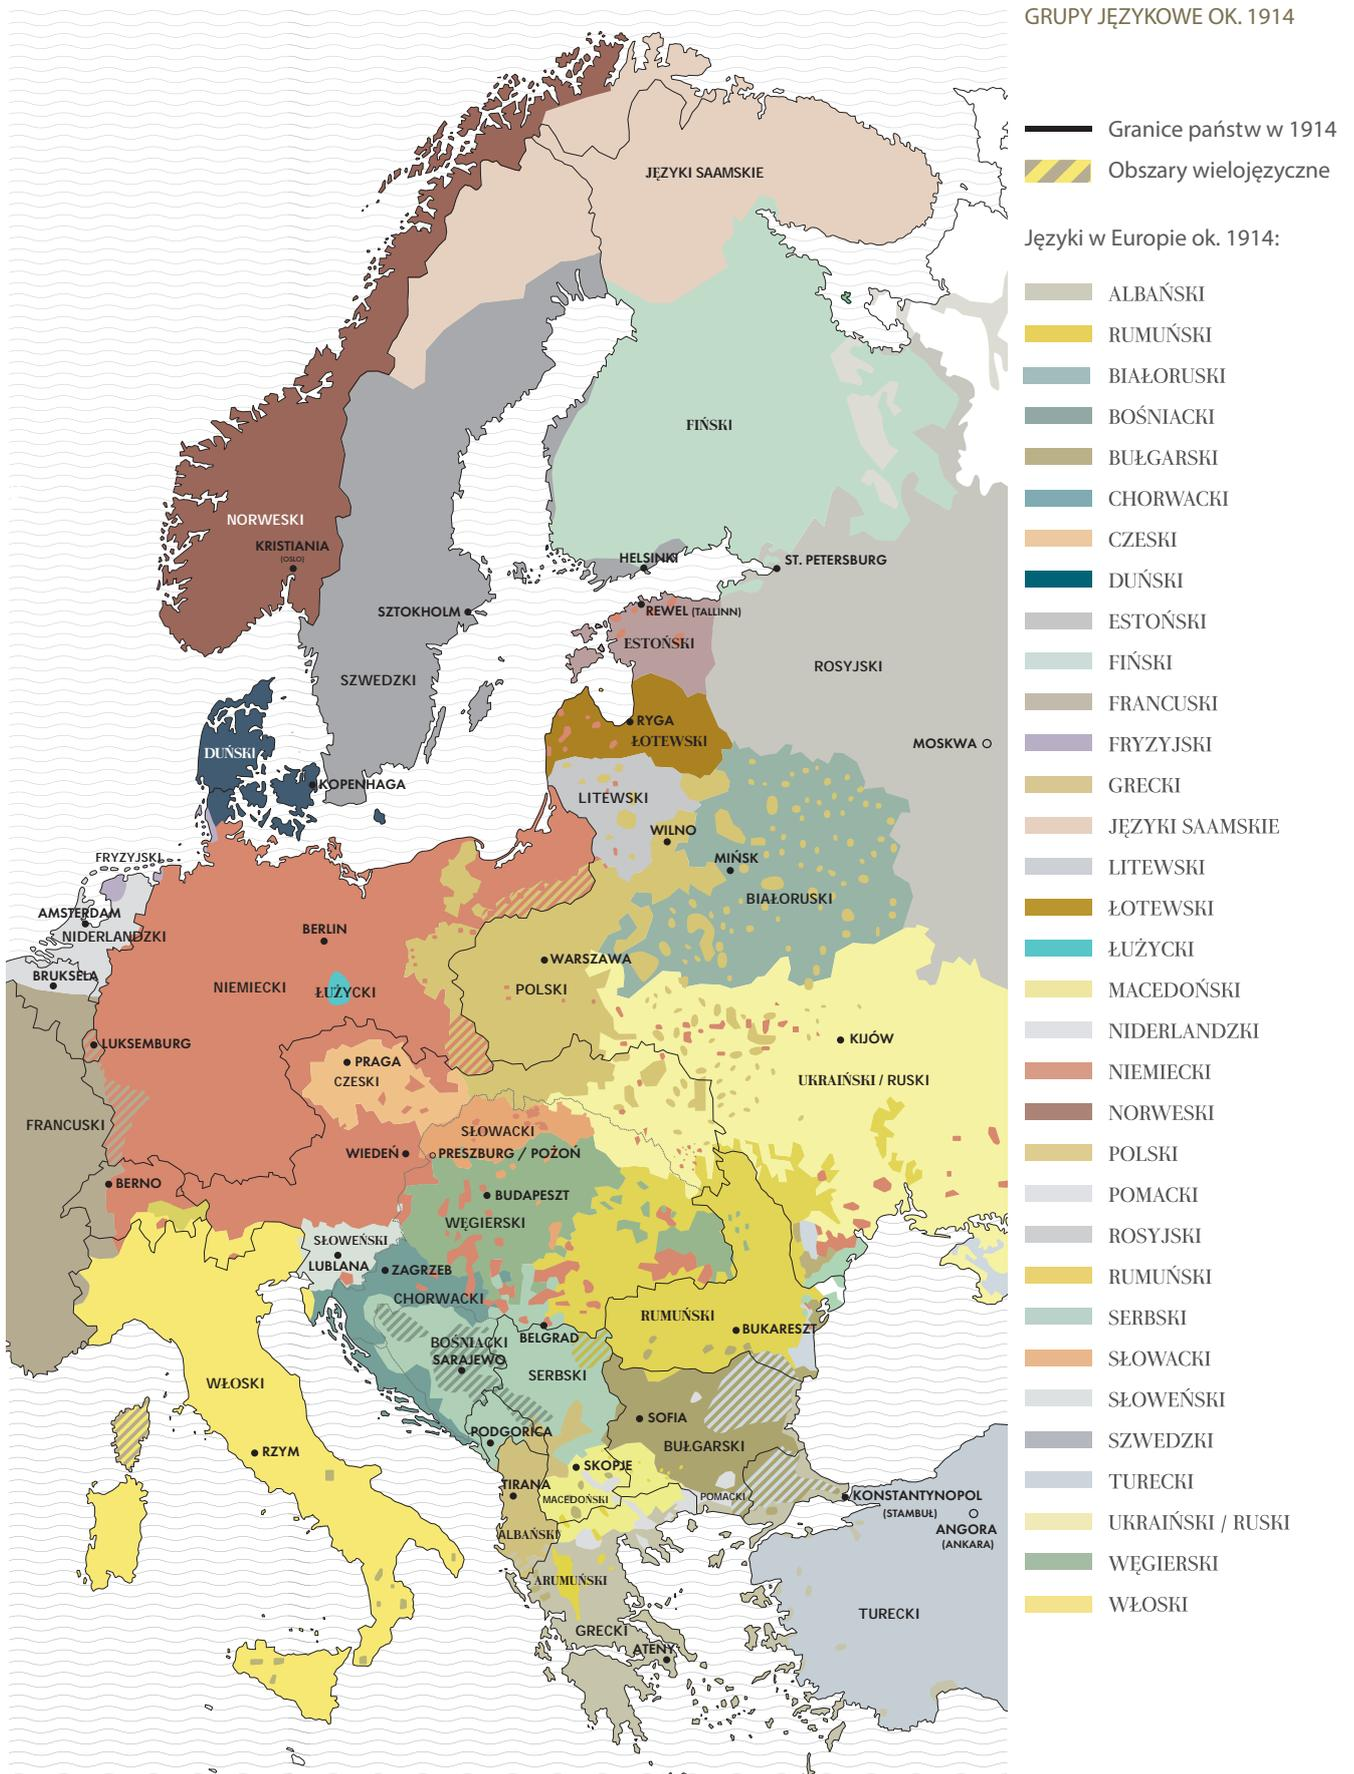 GRUPY JĘZYKOWE OK. 1914
Granice państw w 1914
Obszary wielojęzyczne
Języki w Europie ok. 1914:
ALBAŃSKI
RUMUŃSKI
BIAŁORUSKI
BOŚNIACKI
BUŁGARSKI
CHORWACKI
CZESKI
DUŃSKI
ESTOŃSKI
FIŃSKI
FRANCUSKI
FRYZYJSKI
GRECKI
JĘZYKI SAAMSKIE
LITEWSKI
ŁOTEWSKI
ŁUŻYCKI
MACEDOŃSKI
NIDERLANDZKI
NIEMIECKI
NORWESKI
POLSKI
POMACKI
ROSYJSKI
RUMUŃSKI
SERBSKI
SŁOWACKI
SŁOWEŃSKI
SZWEDZKI
TURECKI
UKRAIŃSKI / RUSKI
WĘGIERSKI
WŁOSKI
JĘZYKI SAAMSKIE
FIŃSKI
NORWESKI
KRISTIANIA
(OSLO)
HELSINKI
ST. PETERSBURG
SZTOKHOLM
REWEL (TALLINN)
ESTOŃSKI
ROSYJSKI
SZWEDZKI
RYGA
ŁOTEWSKI
MOSKWA
DUŃSKI
KOPENHAGA
LITEWSKI
WILNO
MIŃSK
FRYZYJSKI
BIAŁORUSKI
AMSTERDAM
NIDERLANDZKI
BERLIN
WARSZAWA
BRUKSELA
NIEMIECKI
ŁUŻYCKI
POLSKI
LUKSEMBURG
KIJÓW
PRAGA
CZESKI
UKRAIŃSKI / RUSKI
FRANCUSKI
SŁOWACKI
WIEDEŃ
PRESZBURG / POŻOŃ
BERNO
BUDAPESZT
WĘGIERSKI
SŁOWEŃSKI
LUBLANA
ZAGRZEB
CHORWACKI
RUMUŃSKI
BUKARESZT
BELGRAD
BOŚNIACKI
SARAJEWO
SERBSKI
WŁOSKI
SOFIA
BUŁGARSKI
PODGORICA
RZYM
SKOPJE
TIRANA
MACEDOŃSKI
POMACKI
KONSTANTYNOPOL
(STAMBUŁ)
ANGORA
(ANKARA)
ALBAŃSKI
ARUMUŃSKI
TURECKI
GRECKI
ATENY